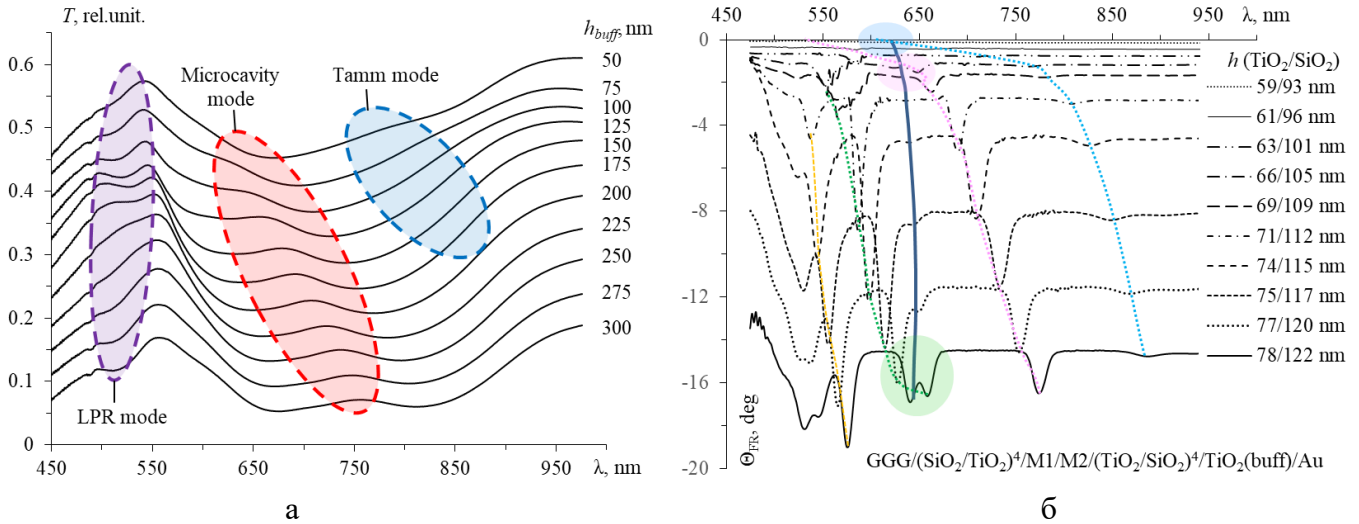 T, rel.unit.
h_buff, nm
0.6
0.5
0.4
0.3
0.2
0.1
0
Microcavity
mode
Tamm mode
LPR mode
50
75
100
125
150
175
200
225
250
275
300
450 550 650 750 850 950 λ, nm
а
450 550 650 750 850 950 λ, nm
0
-4
-8
-12
-16
-20
Θ_FR, deg
h (TiO₂/SiO₂)
59/93 nm
61/96 nm
63/101 nm
66/105 nm
69/109 nm
71/112 nm
74/115 nm
75/117 nm
77/120 nm
78/122 nm
GGG/(SiO₂/TiO₂)⁴/M1/M2/(TiO₂/SiO₂)⁴/TiO₂(buff)/Au
б